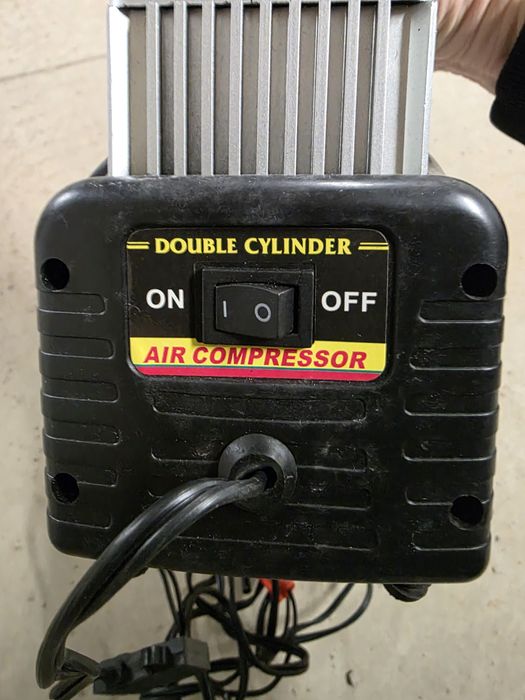 DOUBLE CYLINDER
ON I O OFF
AIR COMPRESSOR